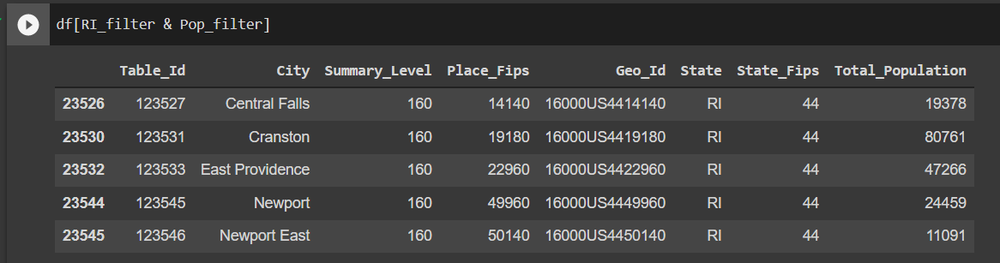 df[RI_filter & Pop_filter]
Table_Id City Summary_Level Place_Fips Geo_Id State State_Fips Total_Population
23526 123527 Central Falls 160 14140 16000US4414140 RI 44 19378
23530 123531 Cranston 160 19180 16000US4419180 RI 44 80761
23532 123533 East Providence 160 22960 16000US4422960 RI 44 47266
23544 123545 Newport 160 49960 16000US4449960 RI 44 24459
23545 123546 Newport East 160 50140 16000US4450140 RI 44 11091